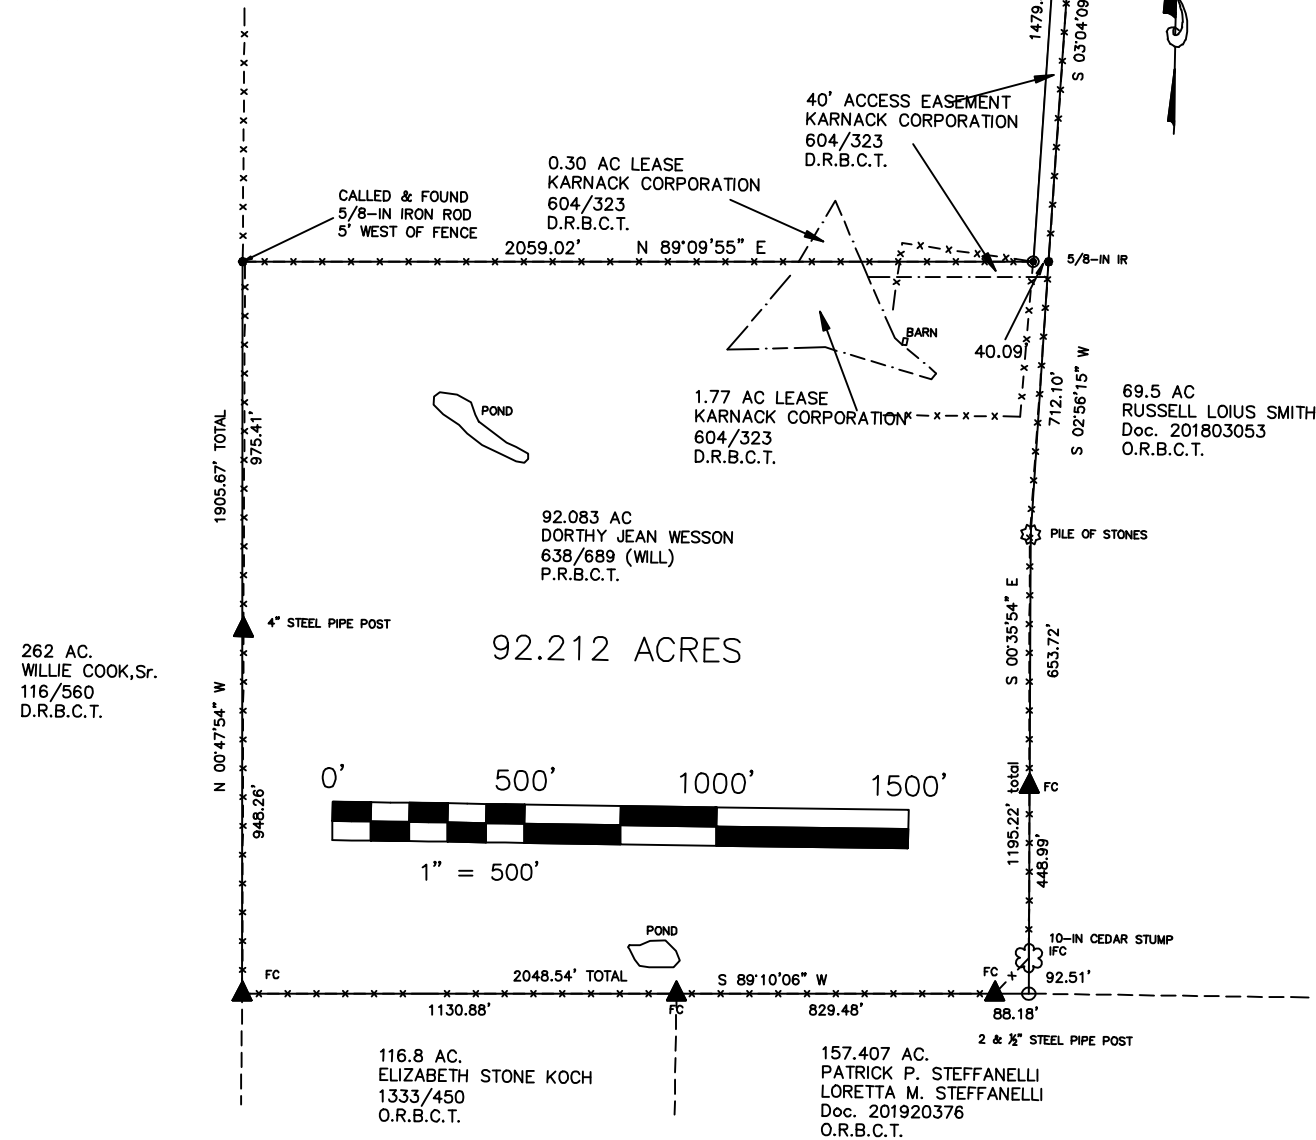 1479.
S 03°04'09
40' ACCESS EASEMENT
KARNACK CORPORATION
604/323
D.R.B.C.T.
0.30 AC LEASE
KARNACK CORPORATION
604/323
D.R.B.C.T.
CALLED & FOUND
5/8-IN IRON ROD
5' WEST OF FENCE
2059.02' N 89°09'55" E
5/8-IN IR
BARN
40.09'
1.77 AC LEASE
KARNACK CORPORATION
604/323
D.R.B.C.T.
712.10'
S 02°56'15" W
69.5 AC
RUSSELL LOIUS SMITH
Doc. 201803053
O.R.B.C.T.
POND
1905.67' TOTAL
975.41'
92.083 AC
DORTHY JEAN WESSON
638/689 (WILL)
P.R.B.C.T.
PILE OF STONES
4" STEEL PIPE POST
92.212 ACRES
S 00°35'54" E
653.72'
262 AC.
WILLIE COOK,Sr.
116/560
D.R.B.C.T.
N 00°47'54" W
948.26'
0' 500' 1000' 1500'
1" = 500'
FC
1195.22' total
448.99'
10-IN CEDAR STUMP
IFC
POND
FC
2048.54' TOTAL S 89°10'06" W
FC
92.51'
1130.88'
FC
829.48'
88.18'
2 & ½" STEEL PIPE POST
116.8 AC.
ELIZABETH STONE KOCH
1333/450
O.R.B.C.T.
157.407 AC.
PATRICK P. STEFFANELLI
LORETTA M. STEFFANELLI
Doc. 201920376
O.R.B.C.T.